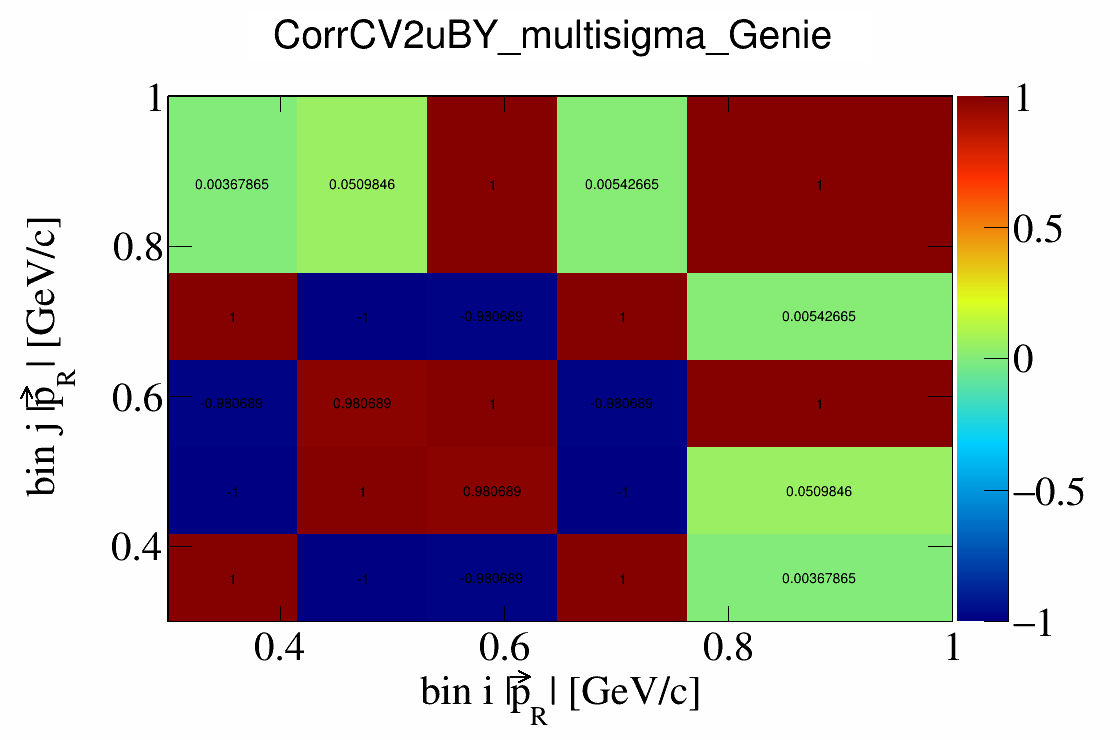 CorrCV2uBY_multisigma_Genie
1
0.8
0.6
0.4
bin j |p⃗_R| [GeV/c]
0.00367865 0.0509846 1 0.00542665 1
1 -1 -0.980689 1 0.00542665
-0.980689 0.980689 1 -0.980689 1
-1 1 0.980689 -1 0.0509846
1 -1 -0.980689 1 0.00367865
1
0.5
0
−0.5
−1
0.4 0.6 0.8 1
bin i |p⃗_R| [GeV/c]